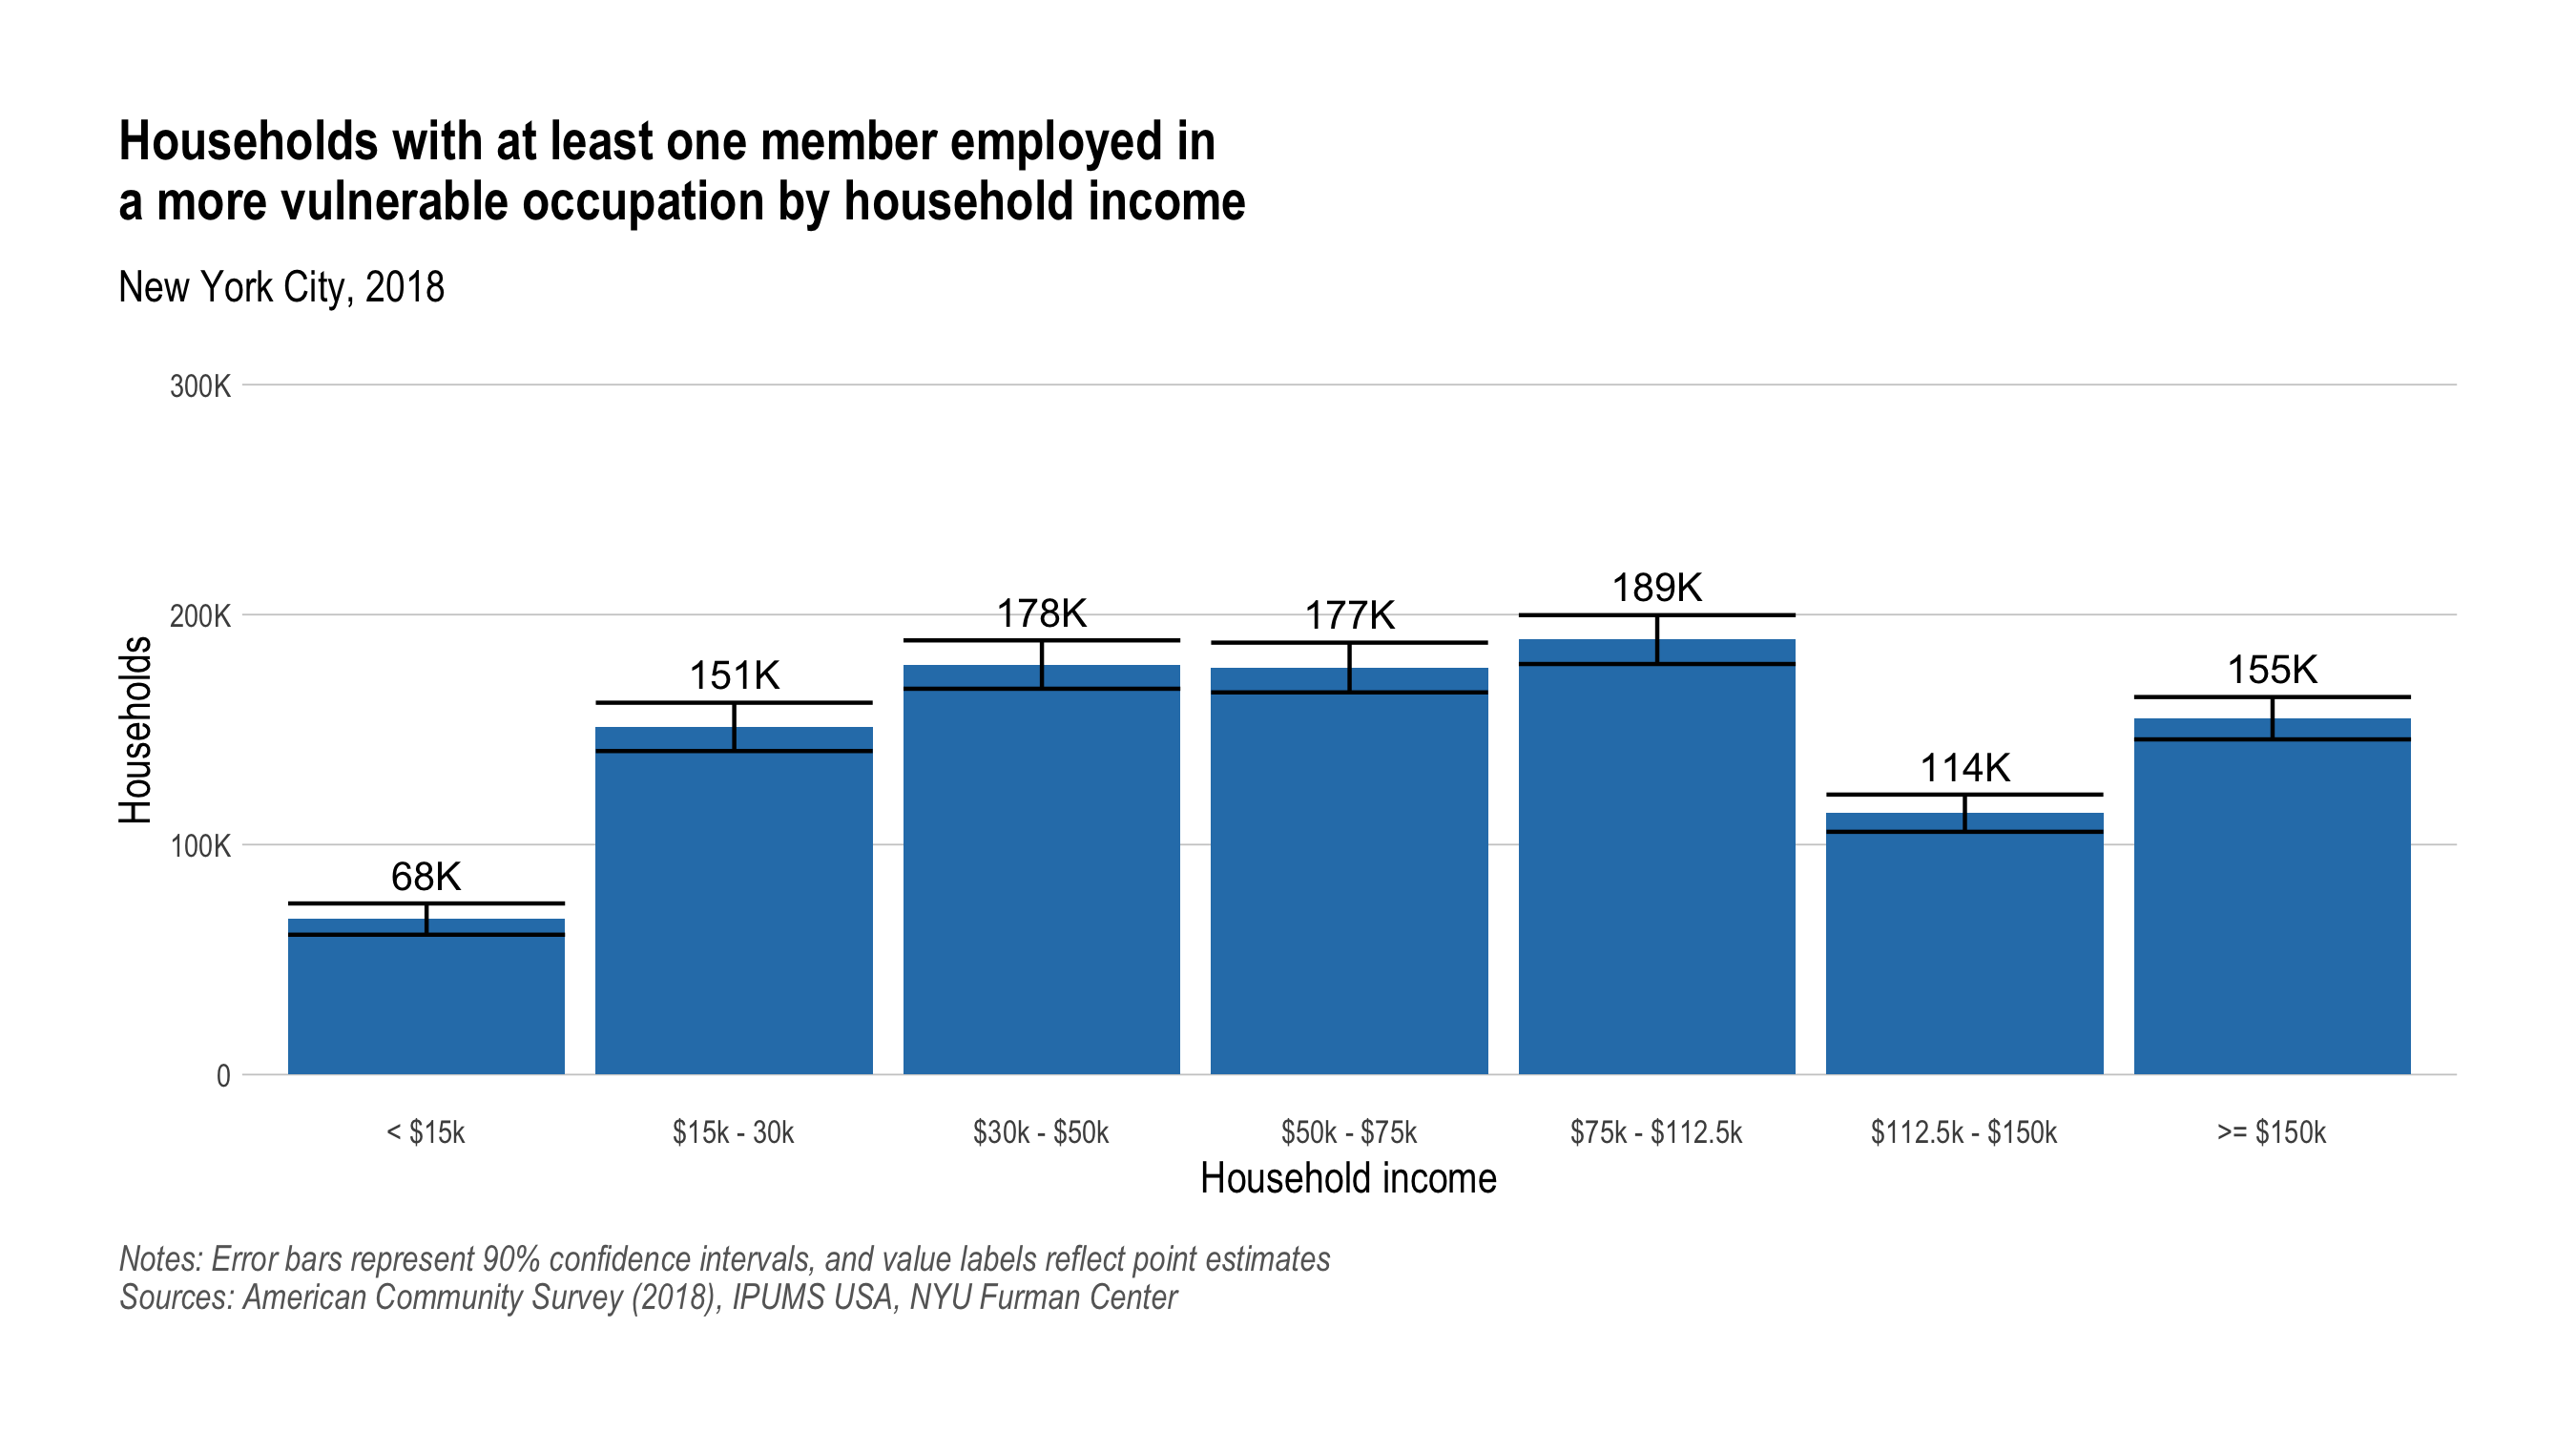 Households with at least one member employed in
a more vulnerable occupation by household income
New York City, 2018
300K
200K
100K
0
Households
68K
151K
178K
177K
189K
114K
155K
< $15k
$15k - 30k
$30k - $50k
$50k - $75k
$75k - $112.5k
$112.5k - $150k
>= $150k
Household income
Notes: Error bars represent 90% confidence intervals, and value labels reflect point estimates
Sources: American Community Survey (2018), IPUMS USA, NYU Furman Center